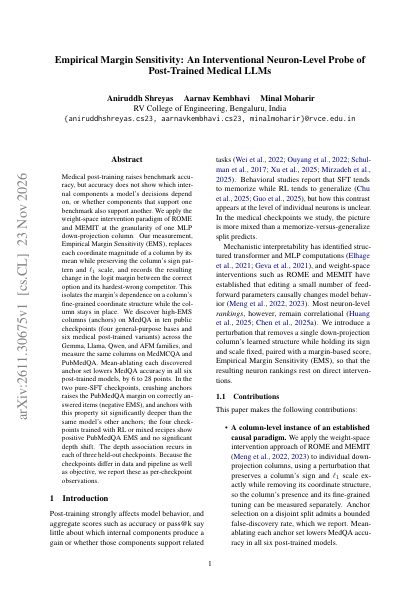 Empirical Margin Sensitivity: An Interventional Neuron-Level Probe of
Post-Trained Medical LLMs
Aniruddh Shreyas Aarnav Kembhavi Minal Moharir
RV College of Engineering, Bengaluru, India
{aniruddhshreyas.cs23, aarnavkembhavi.cs23, minalmoharir}@rvce.edu.in
arXiv:2611.30675v1 [cs.CL] 23 Nov 2026
Abstract
Medical post-training raises benchmark accu-
racy, but accuracy does not show which in-
ternal components a model's decisions depend
on, or whether components that support one
benchmark also support another. We apply the
weight-space intervention paradigm of ROME
and MEMIT at the granularity of one MLP
down-projection column. Our measurement,
Empirical Margin Sensitivity (EMS), replaces
each coordinate magnitude of a column by
its mean while preserving the column's sign pat-
tern and ℓ1 scale, and records the resulting
change in the logit margin between the correct
option and its hardest-wrong competitor. This
isolates the margin's dependence on a column's
fine-grained coordinate structure while the col-
umn stays in place. We discover high-EMS
columns (anchors) on MedQA in ten public
checkpoints (four general-purpose bases and
six medical post-trained variants) across the
Gemma, Llama, Qwen, and AFM families, and
measure the same columns on MedMCQA and
PubMedQA. Mean-ablating each discovered
anchor set lowers MedQA accuracy in all six
post-trained models, by 6 to 28 points. In the
two pure-SFT checkpoints, crushing anchors
raises the PubMedQA margin on correctly an-
swered items (negative EMS), and anchors with
this property sit significantly deeper than the
same model's other anchors; the four check-
points trained with RL or mixed recipes show
positive PubMedQA EMS and no significant
depth shift. The depth association recurs in
each of three held-out checkpoints. Because the
checkpoints differ in data and pipeline as well
as objective, we report these as per-checkpoint
observations.
1 Introduction
Post-training strongly affects model behavior, and
aggregate scores such as accuracy or pass@k say
little about which internal components produce a
gain or whether those components support related
tasks (Wei et al., 2022; Ouyang et al., 2022; Schul-
man et al., 2017; Xu et al., 2025; Mirzadeh et al.,
2025). Behavioral studies report that SFT tends
to memorize while RL tends to generalize (Chu
et al., 2025; Guo et al., 2025), but how this contrast
appears at the level of individual neurons is unclear.
In the medical checkpoints we study, the picture
is more mixed than a memorize-versus-generalize
split predicts.
Mechanistic interpretability has identified struc-
tured transformer and MLP computations (Elhage
et al., 2021; Geva et al., 2021), and weight-space
interventions such as ROME and MEMIT have
established that editing a small number of feed-
forward parameters causally changes model behav-
ior (Meng et al., 2022, 2023). Most neuron-level
rankings, however, remain correlational (Huang
et al., 2025; Chen et al., 2025a). We introduce a
perturbation that removes a single down-projection
column's learned structure while holding its sign
and scale fixed, paired with a margin-based score,
Empirical Margin Sensitivity (EMS), so that the
resulting neuron rankings rest on direct interven-
tions.
1.1 Contributions
This paper makes the following contributions:
• A column-level instance of an established
causal paradigm. We apply the weight-space
intervention approach of ROME and MEMIT
(Meng et al., 2022, 2023) to individual down-
projection columns, using a perturbation that
preserves a column's sign and ℓ1 scale ex-
actly while removing its coordinate structure,
so the column's presence and its fine-grained
tuning can be measured separately. Anchor
selection on a disjoint split admits a bounded
false-discovery rate, which we report. Mean-
ablating each anchor set lowers MedQA accu-
racy in all six post-trained models.
1